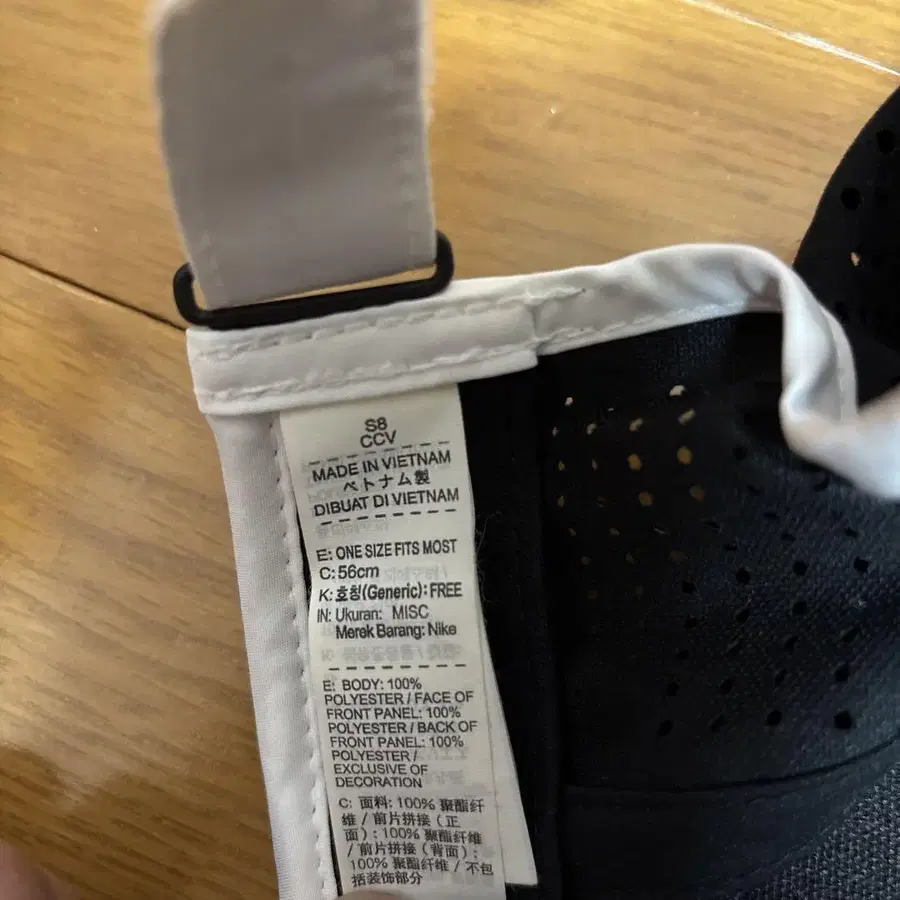 S8
CCV
MADE IN VIETNAM
ベトナム製
DIBUAT DI VIETNAM
E: ONE SIZE FITS MOST
C: 56cm
K: 호칭(Generic): FREE
IN: Ukuran: MISC
Merek Barang: Nike
E: BODY: 100%
POLYESTER / FACE OF
FRONT PANEL: 100%
POLYESTER / BACK OF
FRONT PANEL: 100%
POLYESTER /
EXCLUSIVE OF
DECORATION
C: 面料: 100% 聚酯纤
维 / 前片拼接 (正
面) : 100% 聚酯纤维
/ 前片拼接 (背面) :
100% 聚酯纤维 / 不包
括装饰部分